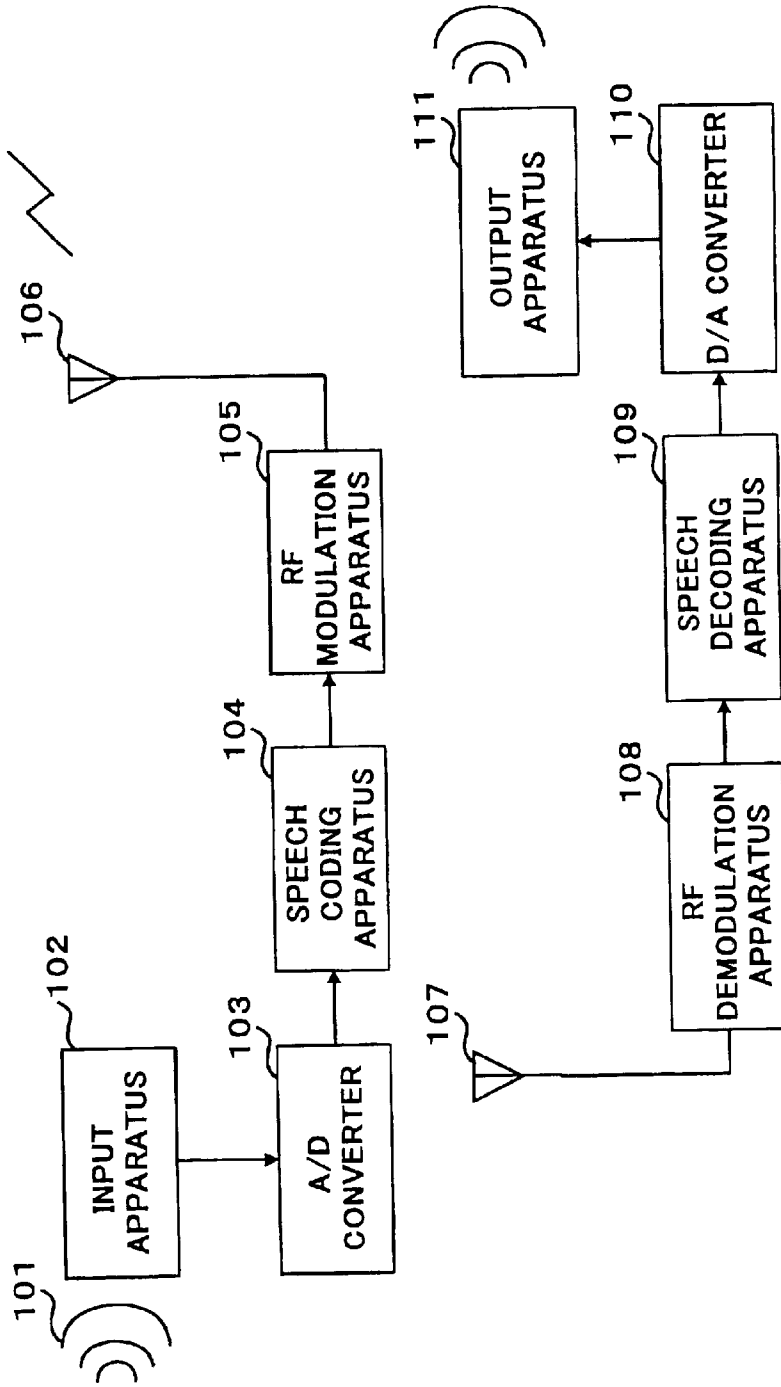 101
102
INPUT
APPARATUS
103
A/D
CONVERTER
104
SPEECH
CODING
APPARATUS
105
RF
MODULATION
APPARATUS
106
107
108
RF
DEMODULATION
APPARATUS
109
SPEECH
DECODING
APPARATUS
110
D/A CONVERTER
111
OUTPUT
APPARATUS